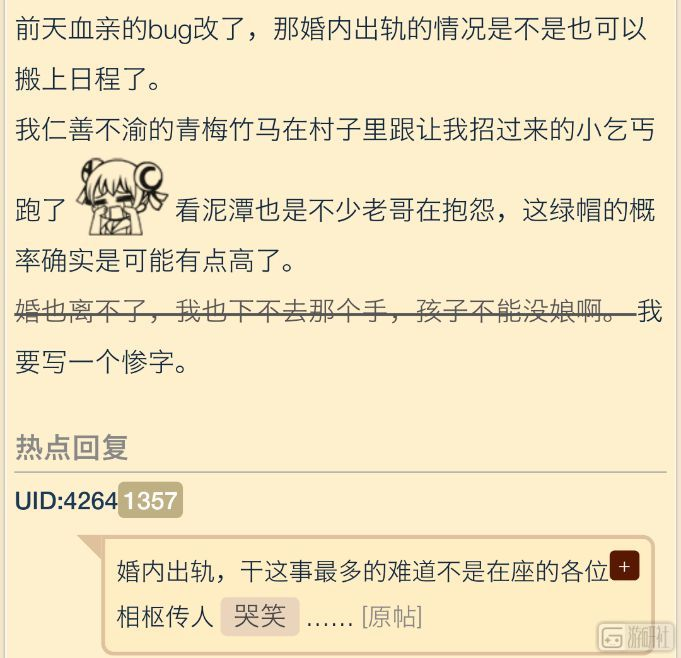 前天血亲的bug改了，那婚内出轨的情况是不是也可以
搬上日程了。
我仁善不渝的青梅竹马在村子里跟让我招过来的小乞丐
跑了 看泥潭也是不少老哥在抱怨，这绿帽的概
率确实是可能有点高了。
婚也离不了，我也下不去那个手，孩子不能没娘啊。 我
要写一个惨字。
热点回复
UID:4264 1357
婚内出轨，干这事最多的难道不是在座的各位 +
相枢传人 哭笑 …… [原帖]
游研社